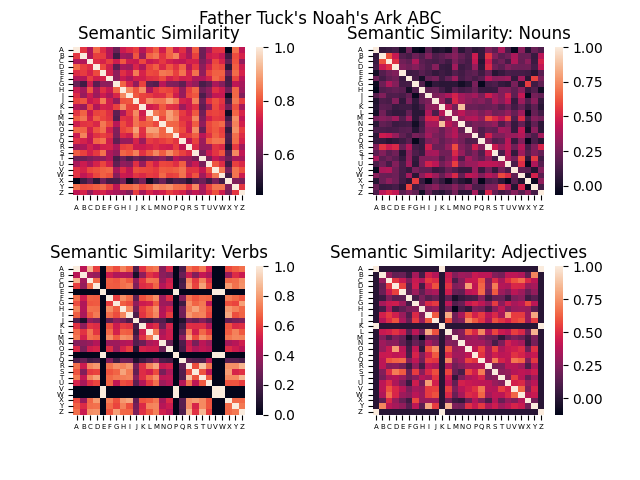 Father Tuck's Noah's Ark ABC
Semantic Similarity
Semantic Similarity: Nouns
A
B
C
D
E
F
G
H
I
J
K
L
M
N
O
P
Q
R
S
T
U
V
W
X
Y
Z
A B C D E F G H I J K L M N O P Q R S T U V W X Y Z
1.0
0.8
0.6
A
B
C
D
E
F
G
H
I
J
K
L
M
N
O
P
Q
R
S
T
U
V
W
X
Y
Z
A B C D E F G H I J K L M N O P Q R S T U V W X Y Z
1.00
0.75
0.50
0.25
0.00
Semantic Similarity: Verbs
Semantic Similarity: Adjectives
A
B
C
D
E
F
G
H
I
J
K
L
M
N
O
P
Q
R
S
T
U
V
W
X
Y
Z
A B C D E F G H I J K L M N O P Q R S T U V W X Y Z
1.0
0.8
0.6
0.4
0.2
0.0
A
B
C
D
E
F
G
H
I
J
K
L
M
N
O
P
Q
R
S
T
U
V
W
X
Y
Z
A B C D E F G H I J K L M N O P Q R S T U V W X Y Z
1.00
0.75
0.50
0.25
0.00